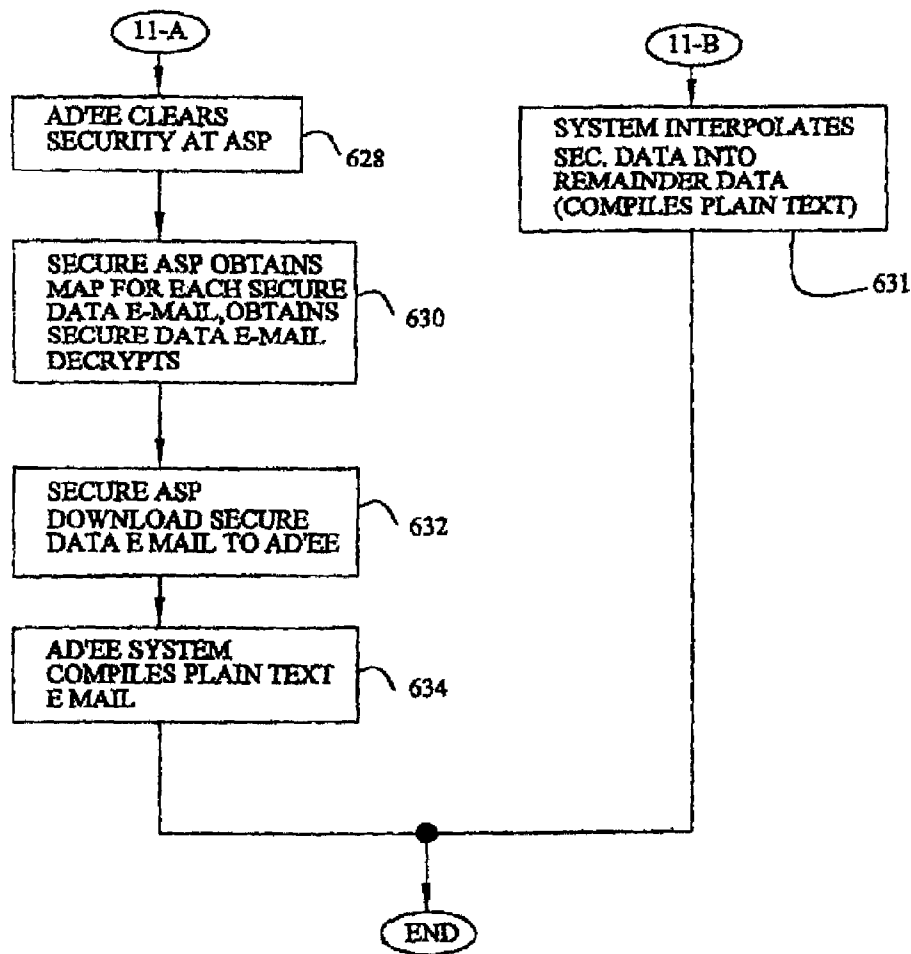 11-A
AD'EE CLEARS
SECURITY AT ASP
628
SECURE ASP OBTAINS
MAP FOR EACH SECURE
DATA E-MAIL, OBTAINS
SECURE DATA E-MAIL
DECRYPTS
630
SECURE ASP
DOWNLOAD SECURE
DATA E MAIL TO AD'EE
632
AD'EE SYSTEM
COMPILES PLAIN TEXT
E MAIL
634
11-B
SYSTEM INTERPOLATES
SEC. DATA INTO
REMAINDER DATA
(COMPILES PLAIN TEXT)
631
END